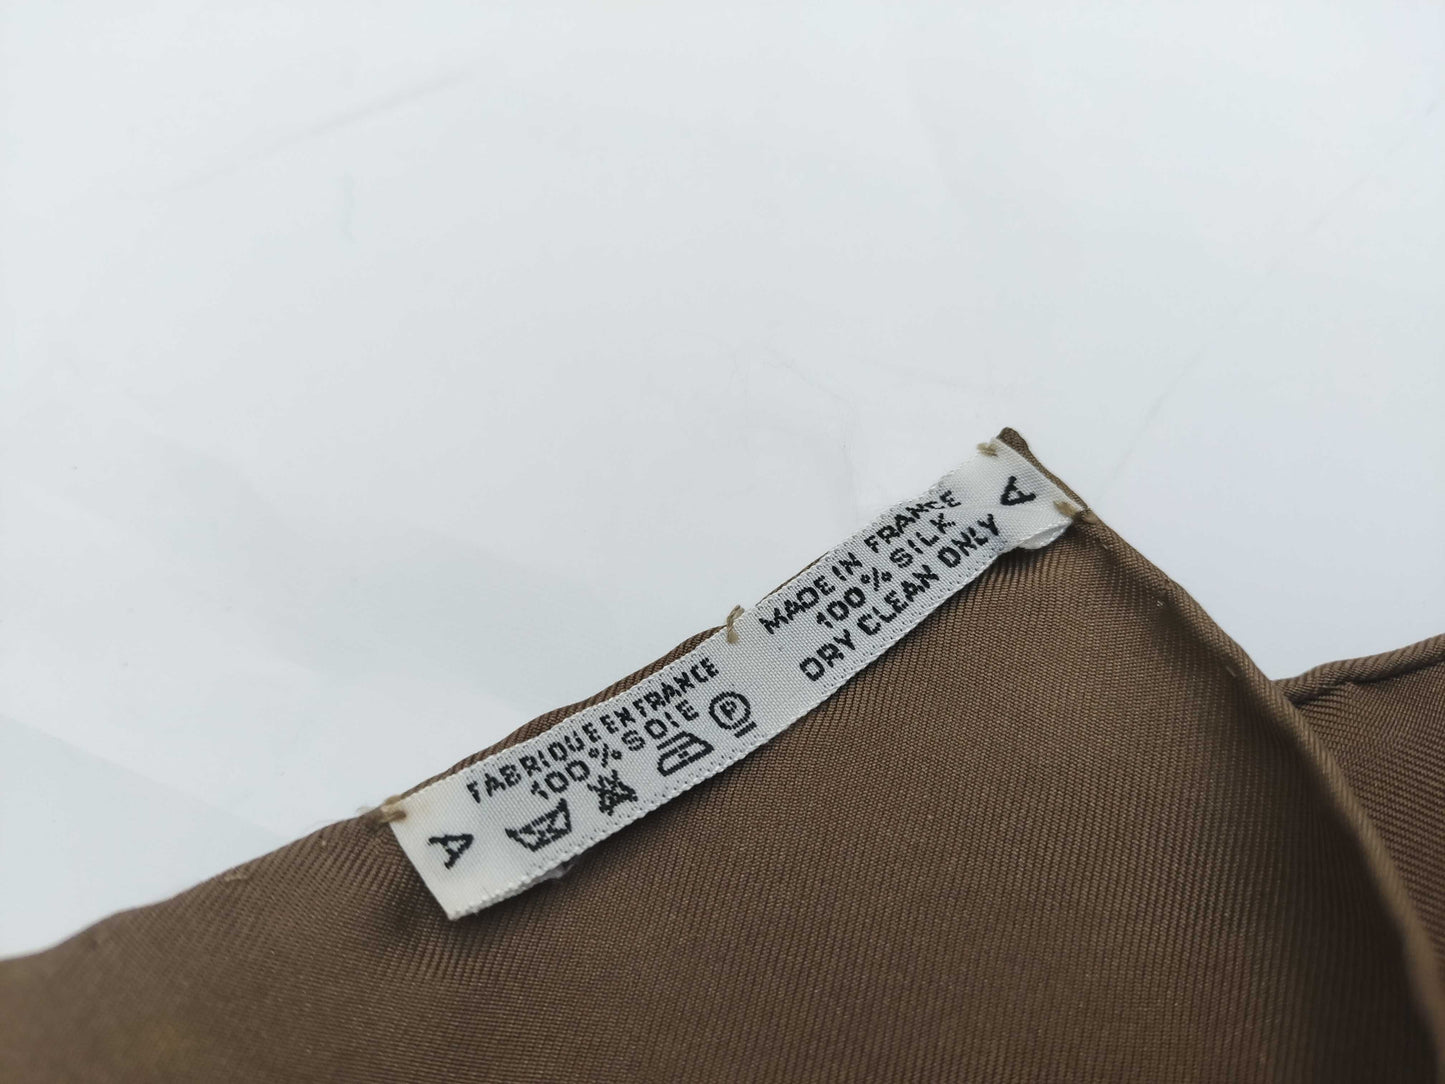 A
FABRIQUE EN FRANCE
100% SOIE
P
MADE IN FRANCE
100% SILK
DRY CLEAN ONLY
A